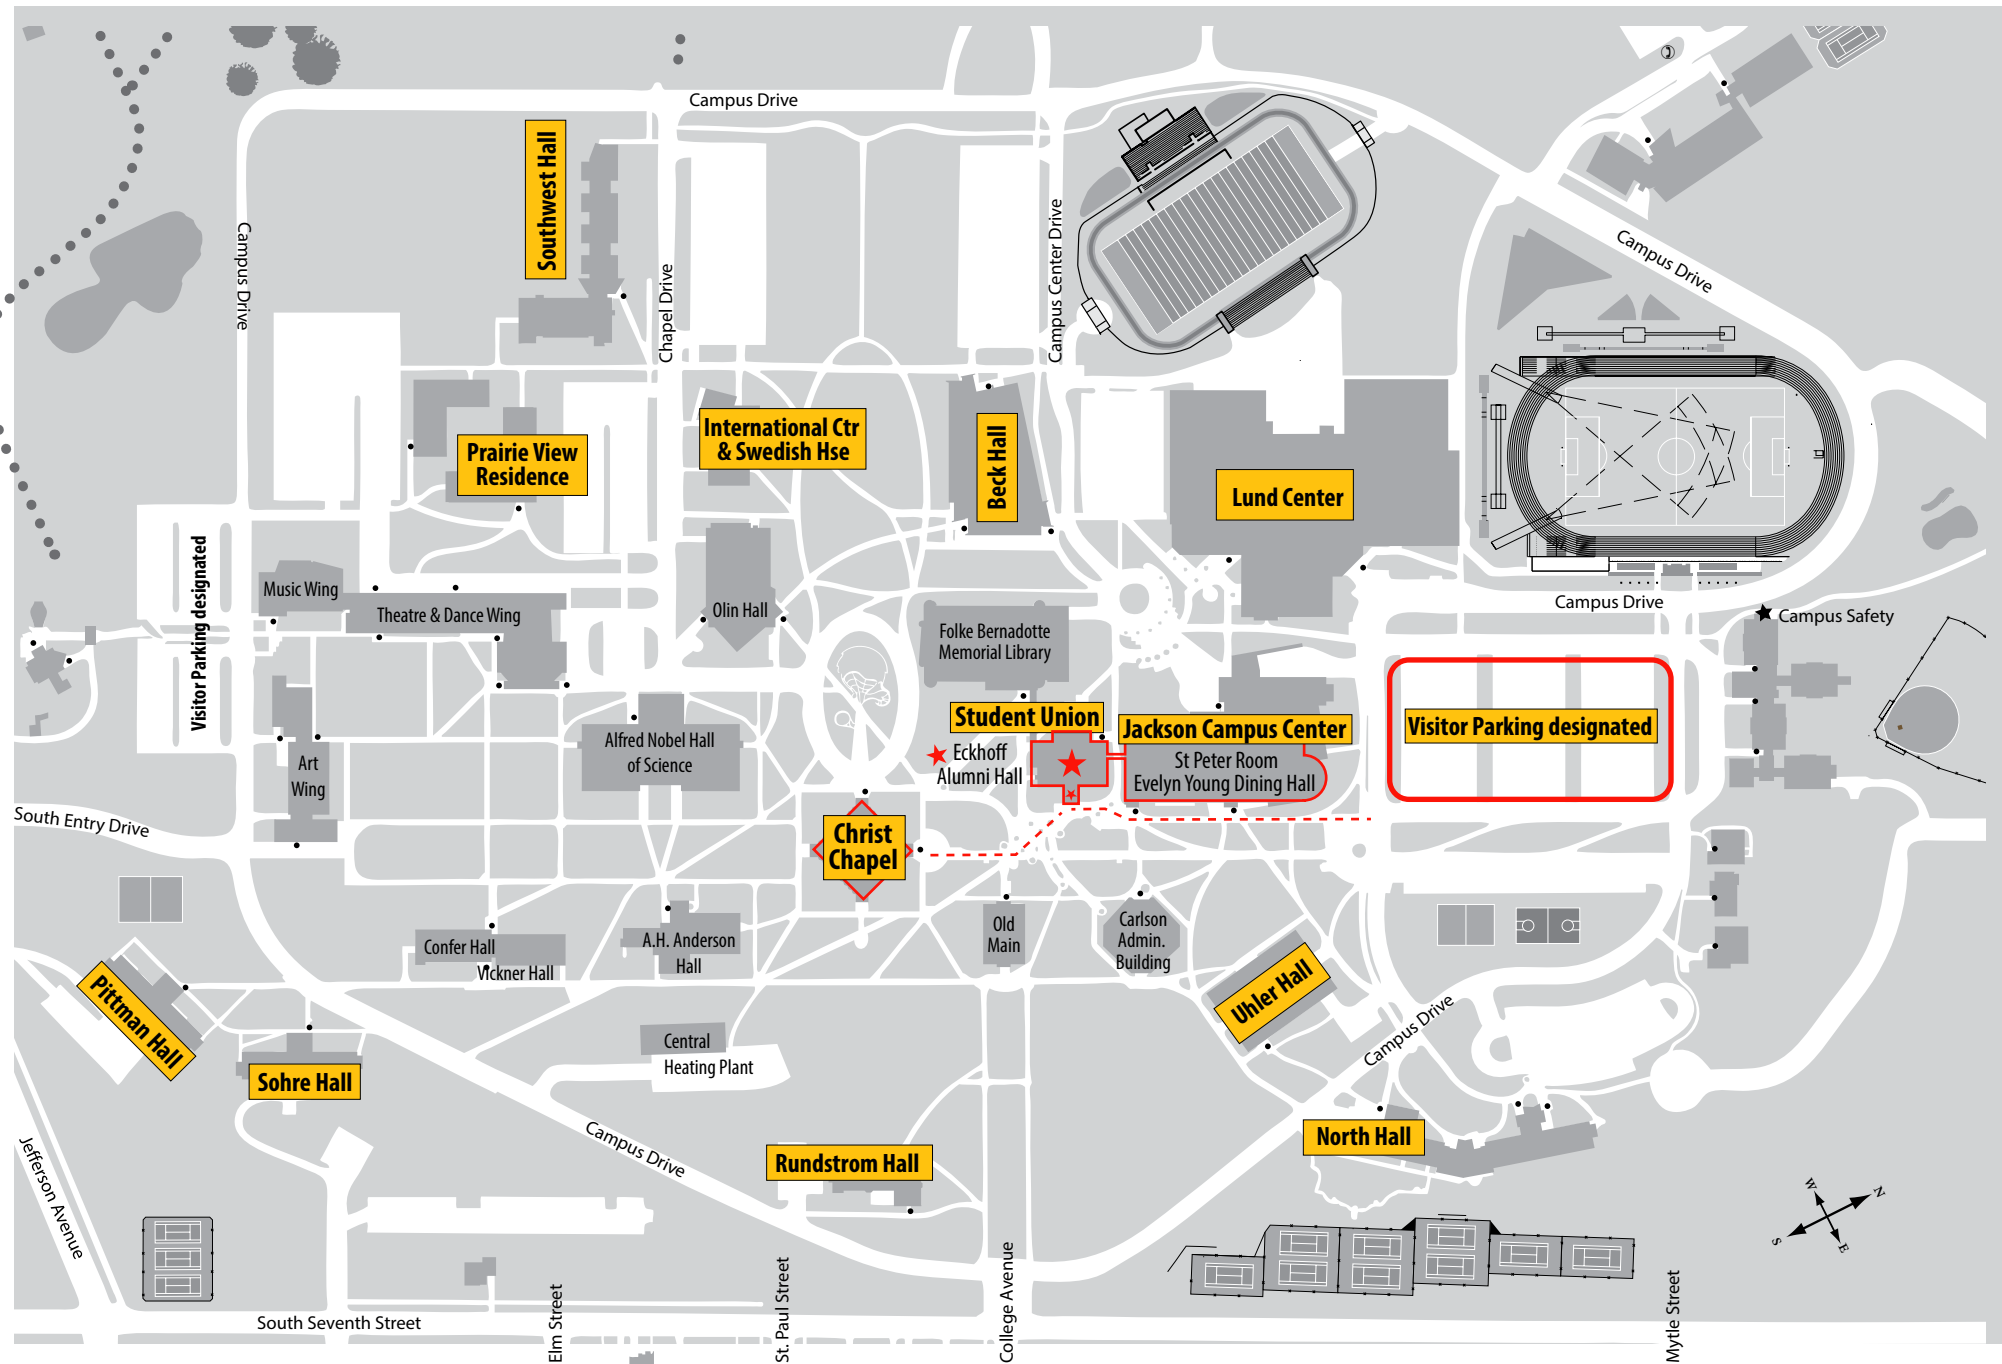 Campus Drive
Southwest Hall
Campus Drive
Chapel Drive
Campus Center Drive
Campus Drive
Prairie View
Residence
International Ctr
& Swedish Hse
Beck Hall
Lund Center
Visitor Parking designated
Music Wing
Theatre & Dance Wing
Olin Hall
Folke Bernadotte
Memorial Library
Campus Drive
Campus Safety
Student Union
Jackson Campus Center
Visitor Parking designated
Eckhoff
Alumni Hall
St Peter Room
Evelyn Young Dining Hall
Alfred Nobel Hall
of Science
Art
Wing
South Entry Drive
Christ
Chapel
Old
Main
Carlson
Admin.
Building
Confer Hall
Vickner Hall
A.H. Anderson
Hall
Uhler Hall
Pittman Hall
Sohre Hall
Central
Heating Plant
Campus Drive
North Hall
Campus Drive
Rundstrom Hall
Jefferson Avenue
W
N
S
E
South Seventh Street
Elm Street
St. Paul Street
College Avenue
Mytle Street